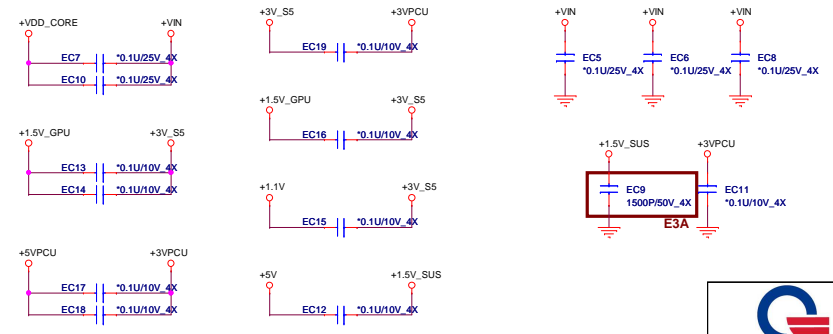 +VDD_CORE +VIN
EC7 *0.1U/25V_4X
EC10 *0.1U/25V_4X
+1.5V_GPU +3V_S5
EC13 *0.1U/10V_4X
EC14 *0.1U/10V_4X
+5VPCU +3VPCU
EC17 *0.1U/10V_4X
EC18 *0.1U/10V_4X
+3V_S5 +3VPCU
EC19 *0.1U/10V_4X
+1.5V_GPU +3V_S5
EC16 *0.1U/10V_4X
+1.1V +3V_S5
EC15 *0.1U/10V_4X
+5V +1.5V_SUS
EC12 *0.1U/10V_4X
+VIN +VIN +VIN
EC5 EC6 EC8
*0.1U/25V_4X *0.1U/25V_4X *0.1U/25V_4X
+1.5V_SUS +3VPCU
EC9 EC11
1500P/50V_4X *0.1U/10V_4X
E3A